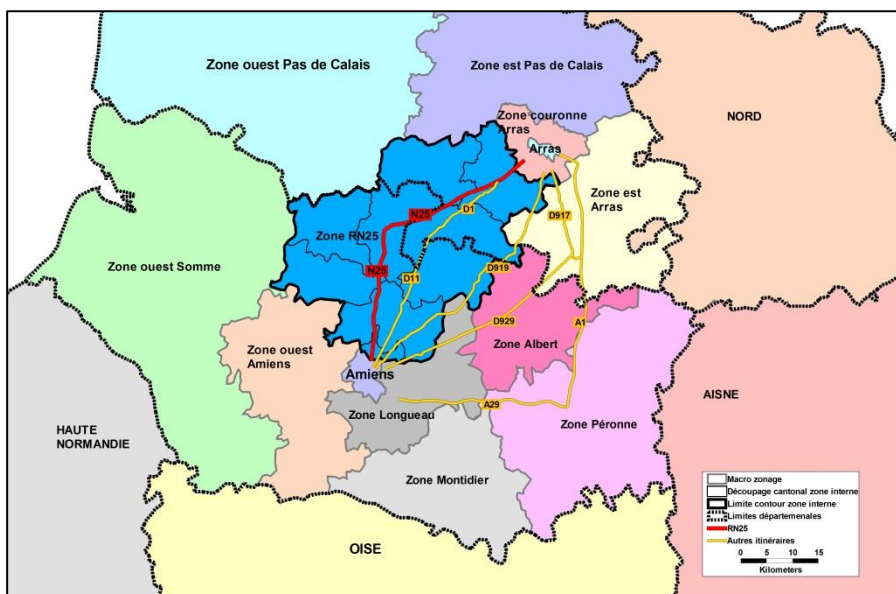 Zone ouest Pas de Calais
Zone est Pas de Calais
NORD
Zone couronne
Arras
Arras
Zone est
Arras
D917
N25
D1
Zone RN25
Zone ouest Somme
N25
D11
D919
D929
A1
Zone Albert
Zone ouest
Amiens
Amiens
AISNE
A29
Zone Longueau
Zone Péronne
HAUTE
NORMANDIE
Zone Montidier
OISE
Macro zonage
Découpage cantonal zone interne
Limite contour zone interne
Limites départemenales
RN25
Autres itinéraires
0 5 10 15
Kilometers